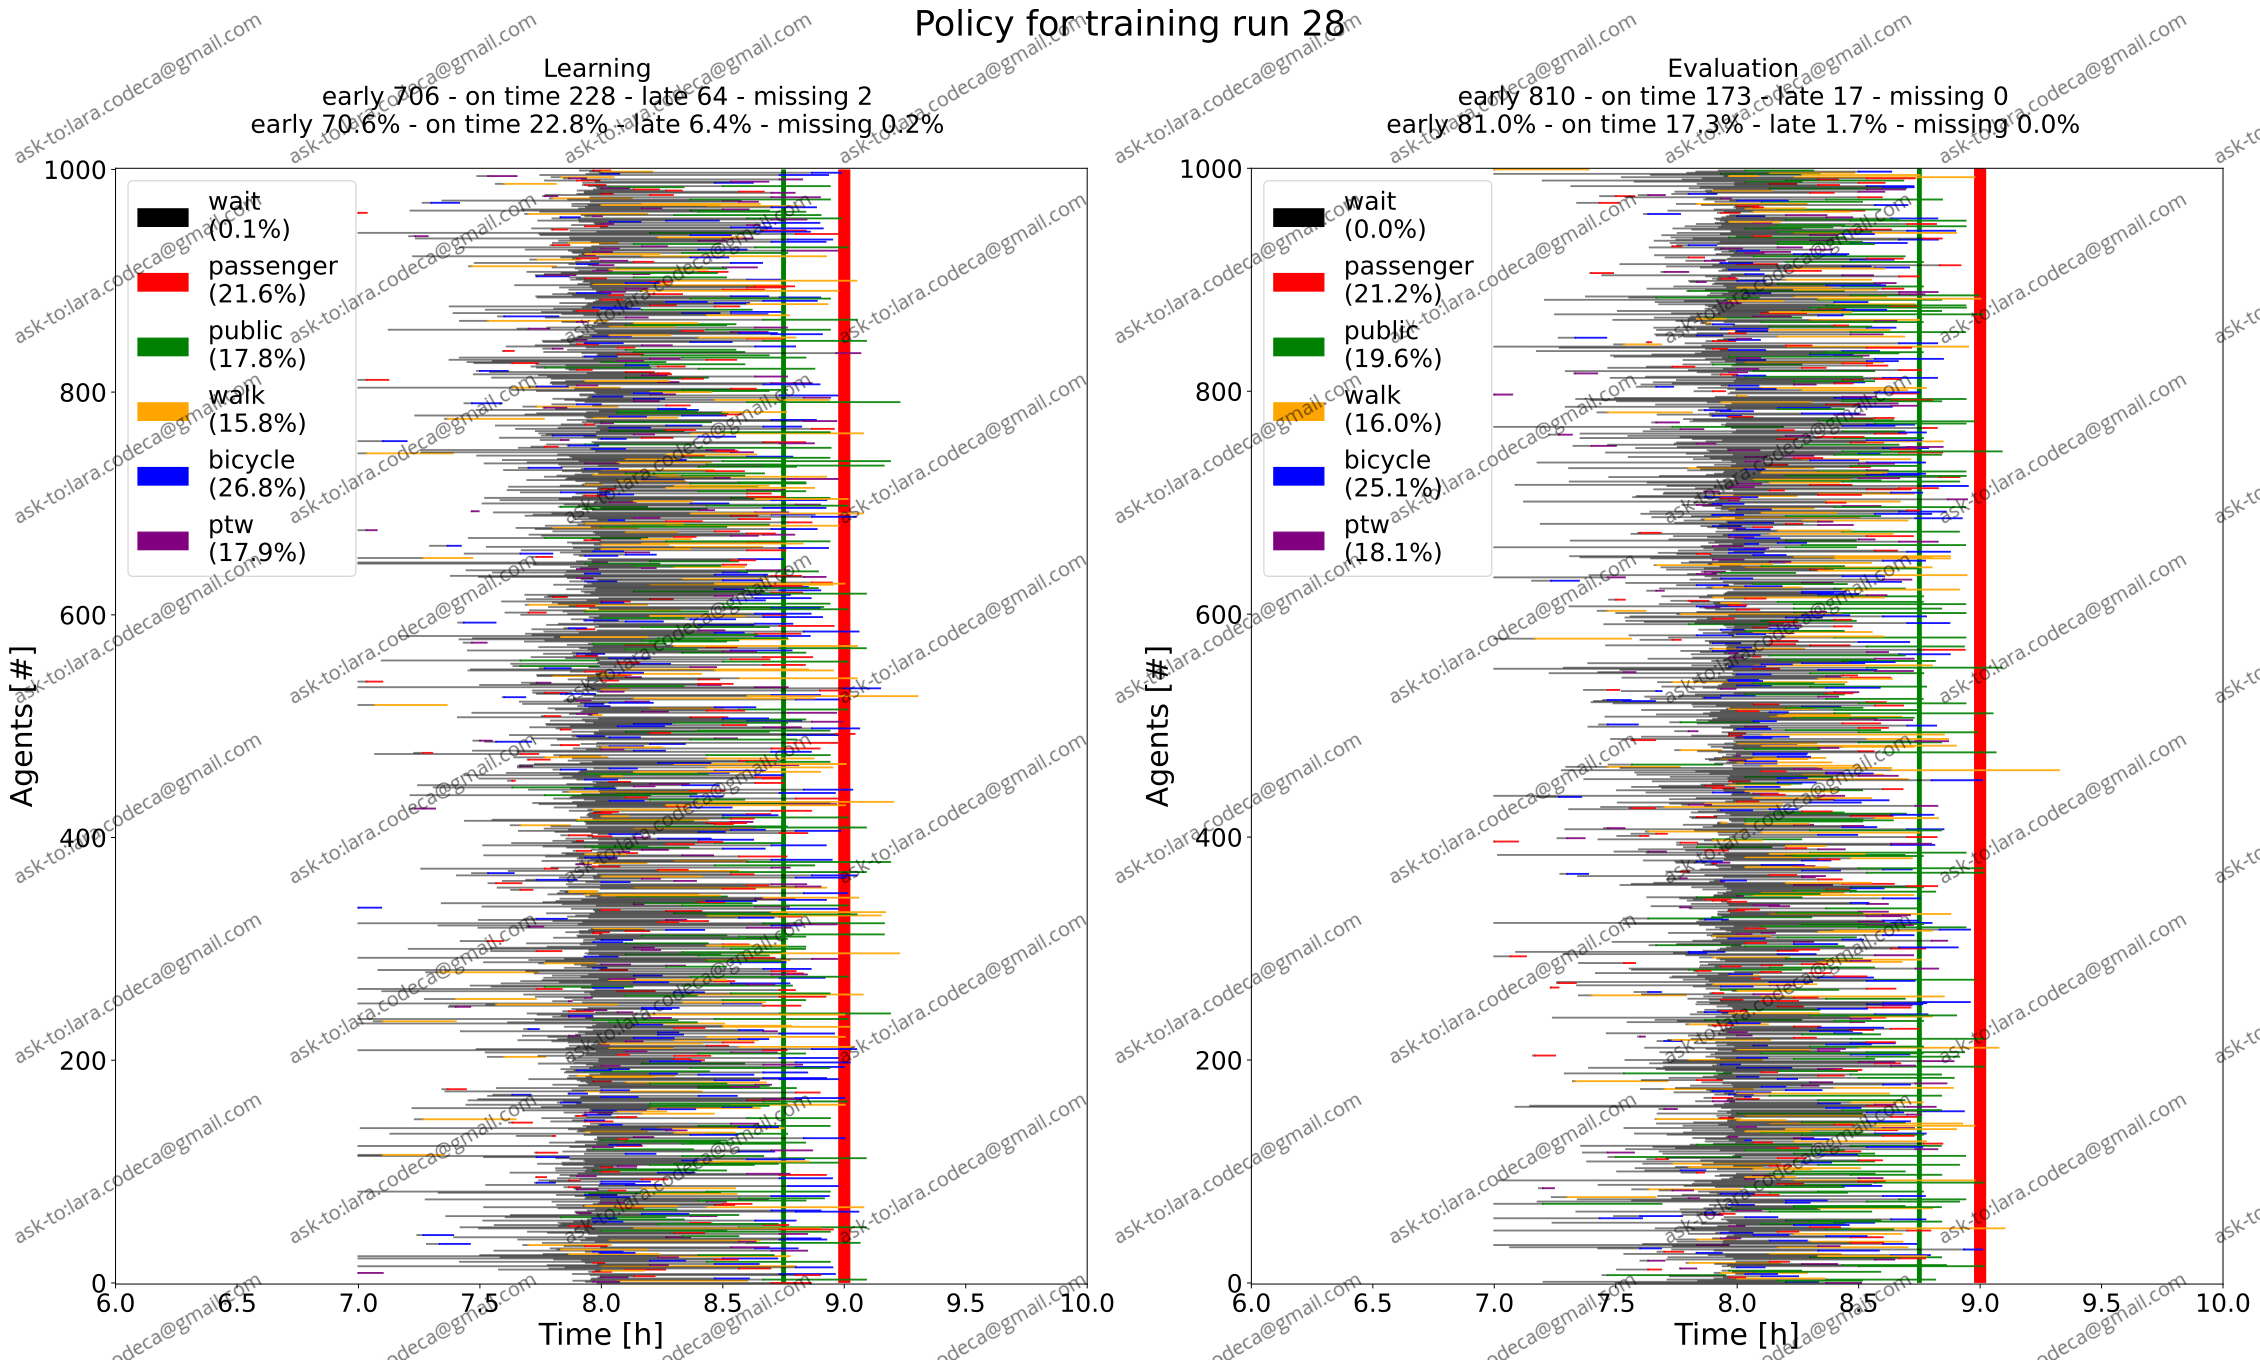 Policy for training run 28
Learning
early 706 - on time 228 - late 64 - missing 2
early 70.6% - on time 22.8% - late 6.4% - missing 0.2%
1000
800
600
400
200
0
Agents [#]
wait
(0.1%)
passenger
(21.6%)
public
(17.8%)
walk
(15.8%)
bicycle
(26.8%)
ptw
(17.9%)
6.0 6.5 7.0 7.5 8.0 8.5 9.0 9.5 10.0
Time [h]
Evaluation
early 810 - on time 173 - late 17 - missing 0
early 81.0% - on time 17.3% - late 1.7% - missing 0.0%
1000
800
600
400
200
0
Agents [#]
wait
(0.0%)
passenger
(21.2%)
public
(19.6%)
walk
(16.0%)
bicycle
(25.1%)
ptw
(18.1%)
6.0 6.5 7.0 7.5 8.0 8.5 9.0 9.5 10.0
Time [h]
ask-to:lara.codeca@gmail.com